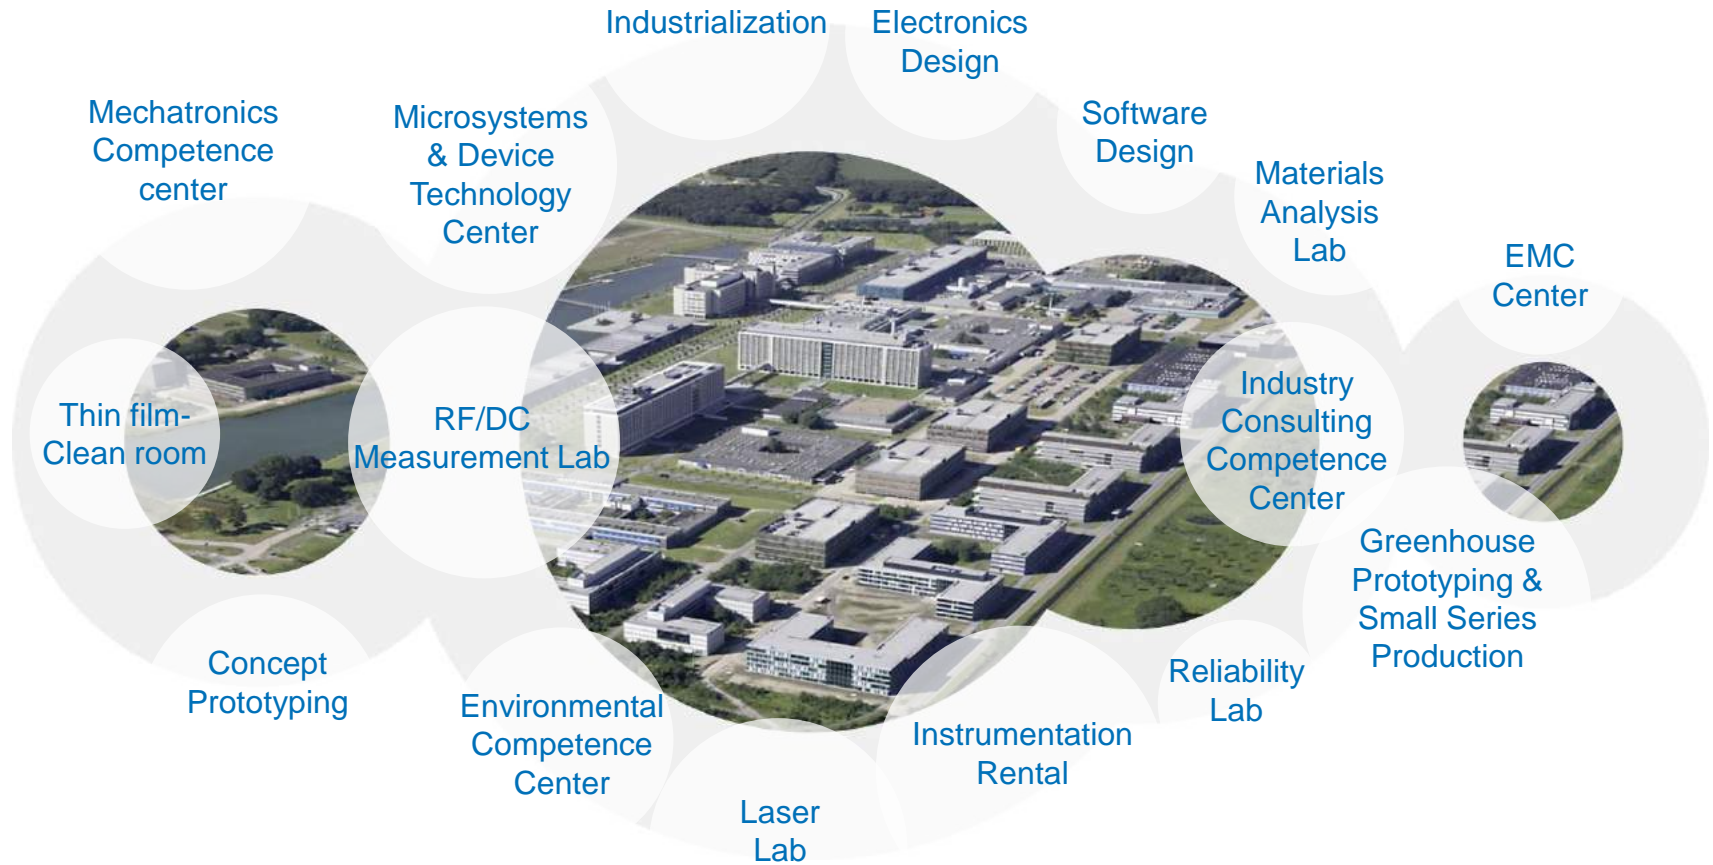 Industrialization
Electronics
Design
Mechatronics
Competence
center
Microsystems
& Device
Technology
Center
Software
Design
Materials
Analysis
Lab
EMC
Center
Thin film-
Clean room
RF/DC
Measurement Lab
Industry
Consulting
Competence
Center
Greenhouse
Prototyping &
Small Series
Production
Concept
Prototyping
Environmental
Competence
Center
Laser
Lab
Instrumentation
Rental
Reliability
Lab